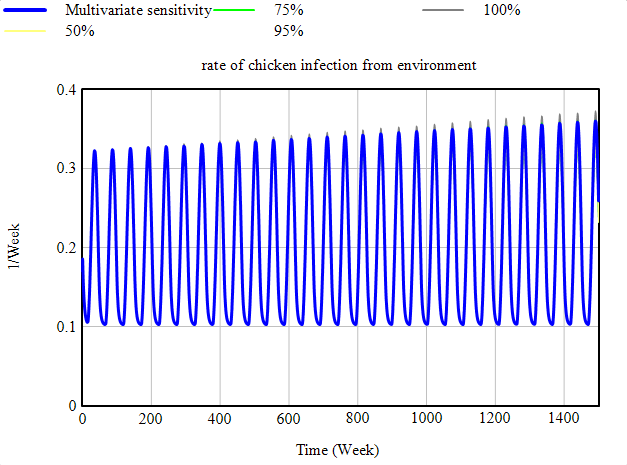 Multivariate sensitivity 75% 100%
50% 95%
rate of chicken infection from environment
0.4
0.3
0.2
0.1
0
1/Week
0 200 400 600 800 1000 1200 1400
Time (Week)